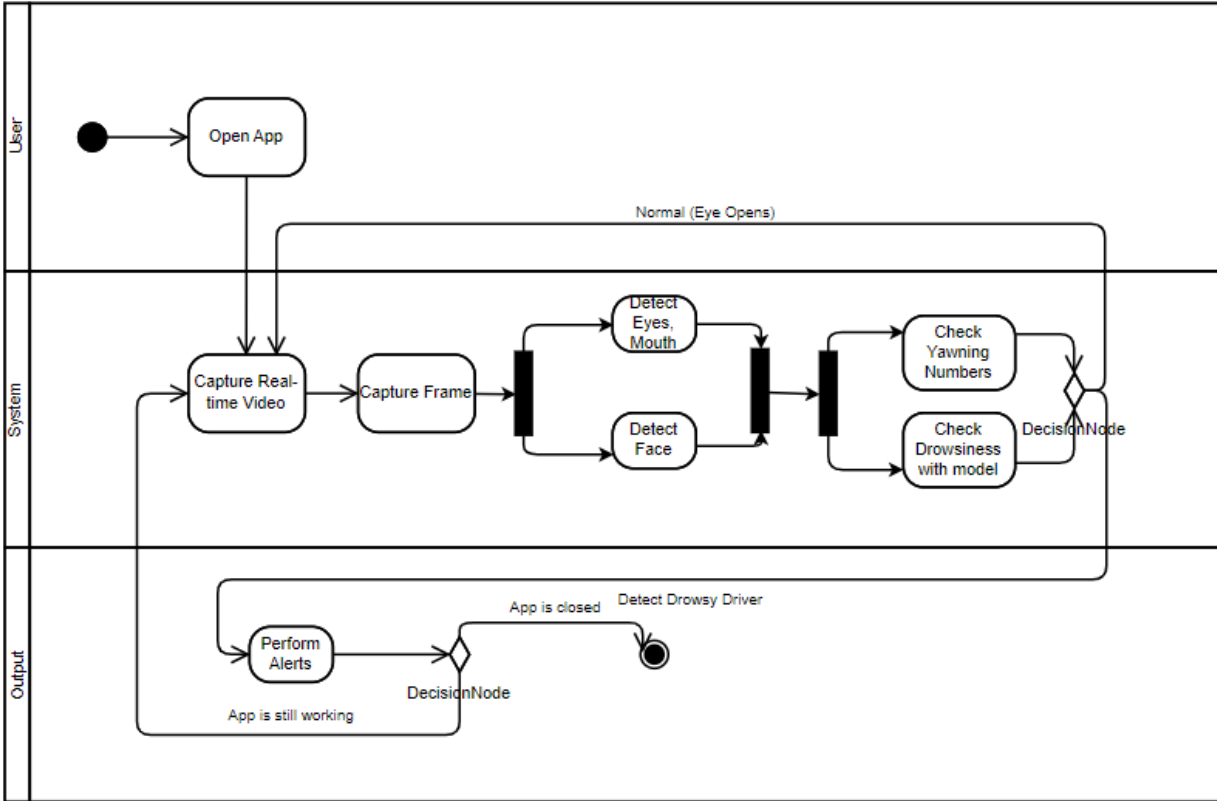 User
Open App
Normal (Eye Opens)
System
Capture Real-
time Video
Capture Frame
Detect
Eyes,
Mouth
Detect
Face
Check
Yawning
Numbers
Check
Drowsiness
with model
DecisionNode
Output
Detect Drowsy Driver
App is closed
Perform
Alerts
DecisionNode
App is still working